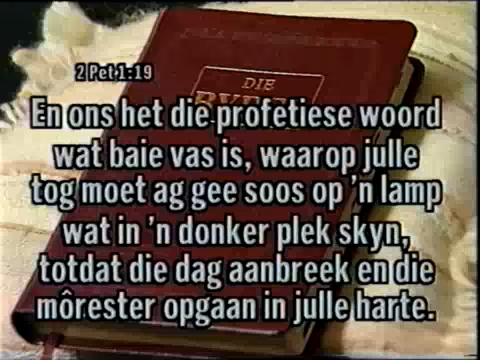 2 Pet 1:19
DIE
En ons het die profetiese woord
wat baie vas is, waarop julle
tog moet ag gee soos op ’n lamp
wat in ’n donker plek skyn,
totdat die dag aanbreek en die
môrester opgaan in julle harte.